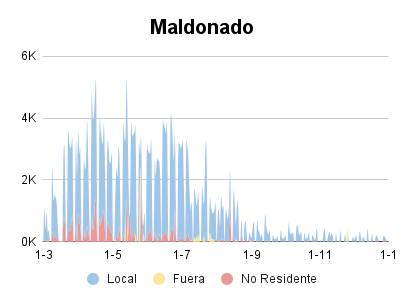 Maldonado
6K
4K
2K
0K
1-3 1-5 1-7 1-9 1-11 1-1
Local Fuera No Residente